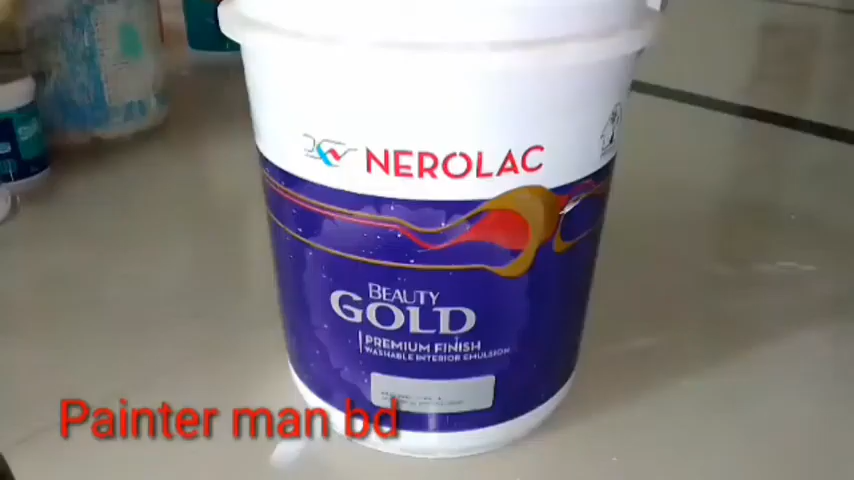 NEROLAC
BEAUTY
GOLD
PREMIUM FINISH
WASHABLE INTERIOR EMULSION
Painter man bd